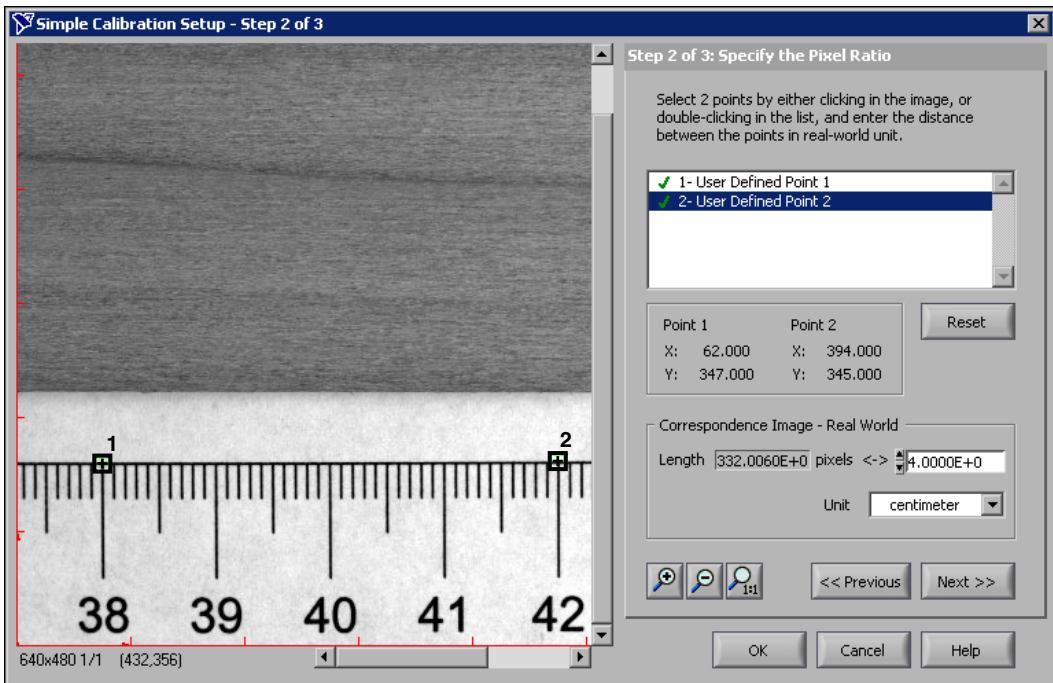 Simple Calibration Setup - Step 2 of 3
Step 2 of 3: Specify the Pixel Ratio
Select 2 points by either clicking in the image, or
double-clicking in the list, and enter the distance
between the points in real-world unit.
1- User Defined Point 1
2- User Defined Point 2
Point 1 Point 2
X: 62.000 X: 394.000
Y: 347.000 Y: 345.000
Reset
Correspondence Image - Real World
Length 332.0060E+0 pixels <-> 4.0000E+0
Unit centimeter
1:1
<< Previous Next >>
OK Cancel Help
1 2
38 39 40 41 42
640x480 1/1 (432,356)